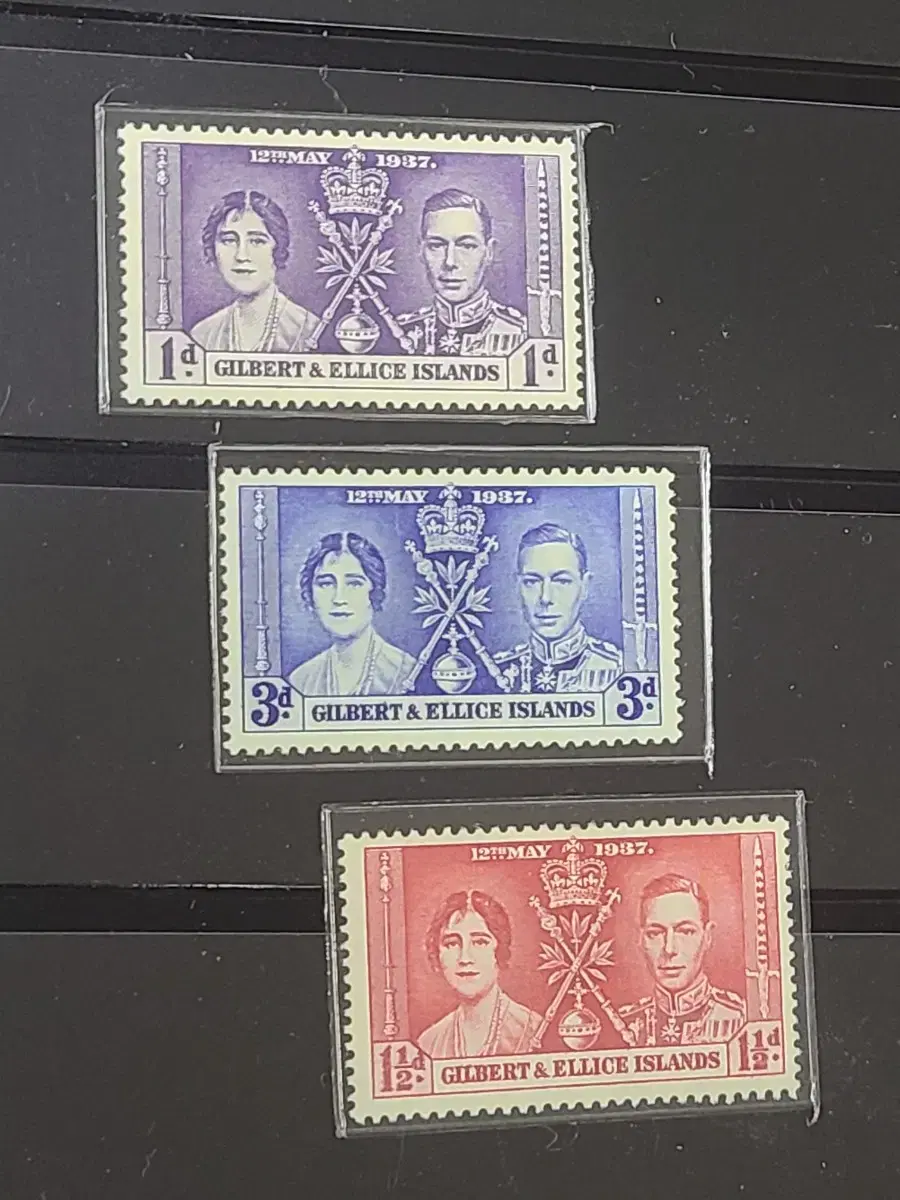 12TH MAY 1937.
1d. GILBERT & ELLICE ISLANDS 1d.
12TH MAY 1937.
3d. GILBERT & ELLICE ISLANDS 3d.
12TH MAY 1937.
1½d. GILBERT & ELLICE ISLANDS 1½d.